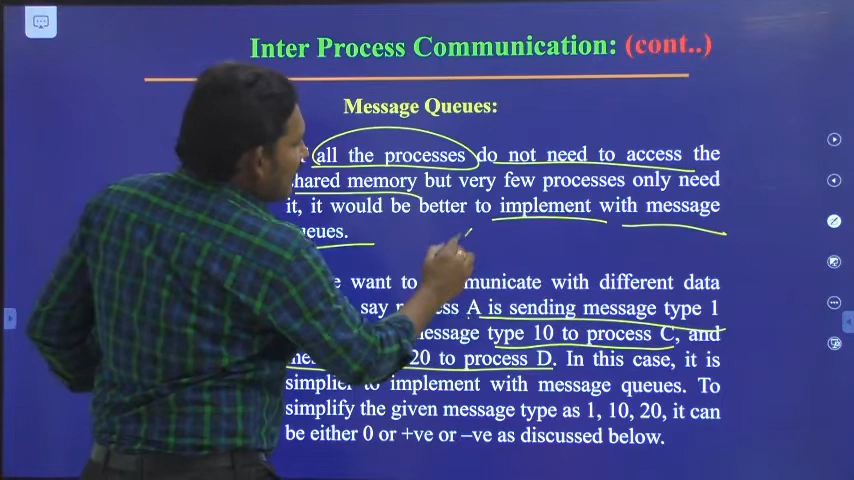 Inter Process Communication: (cont..)
Message Queues:
all the processes do not need to access the
shared memory but very few processes only need
it, it would be better to implement with message
queues.
we want to communicate with different data
say process A is sending message type 1
message type 10 to process C, and
20 to process D. In this case, it is
simplier to implement with message queues. To
simplify the given message type as 1, 10, 20, it can
be either 0 or +ve or –ve as discussed below.